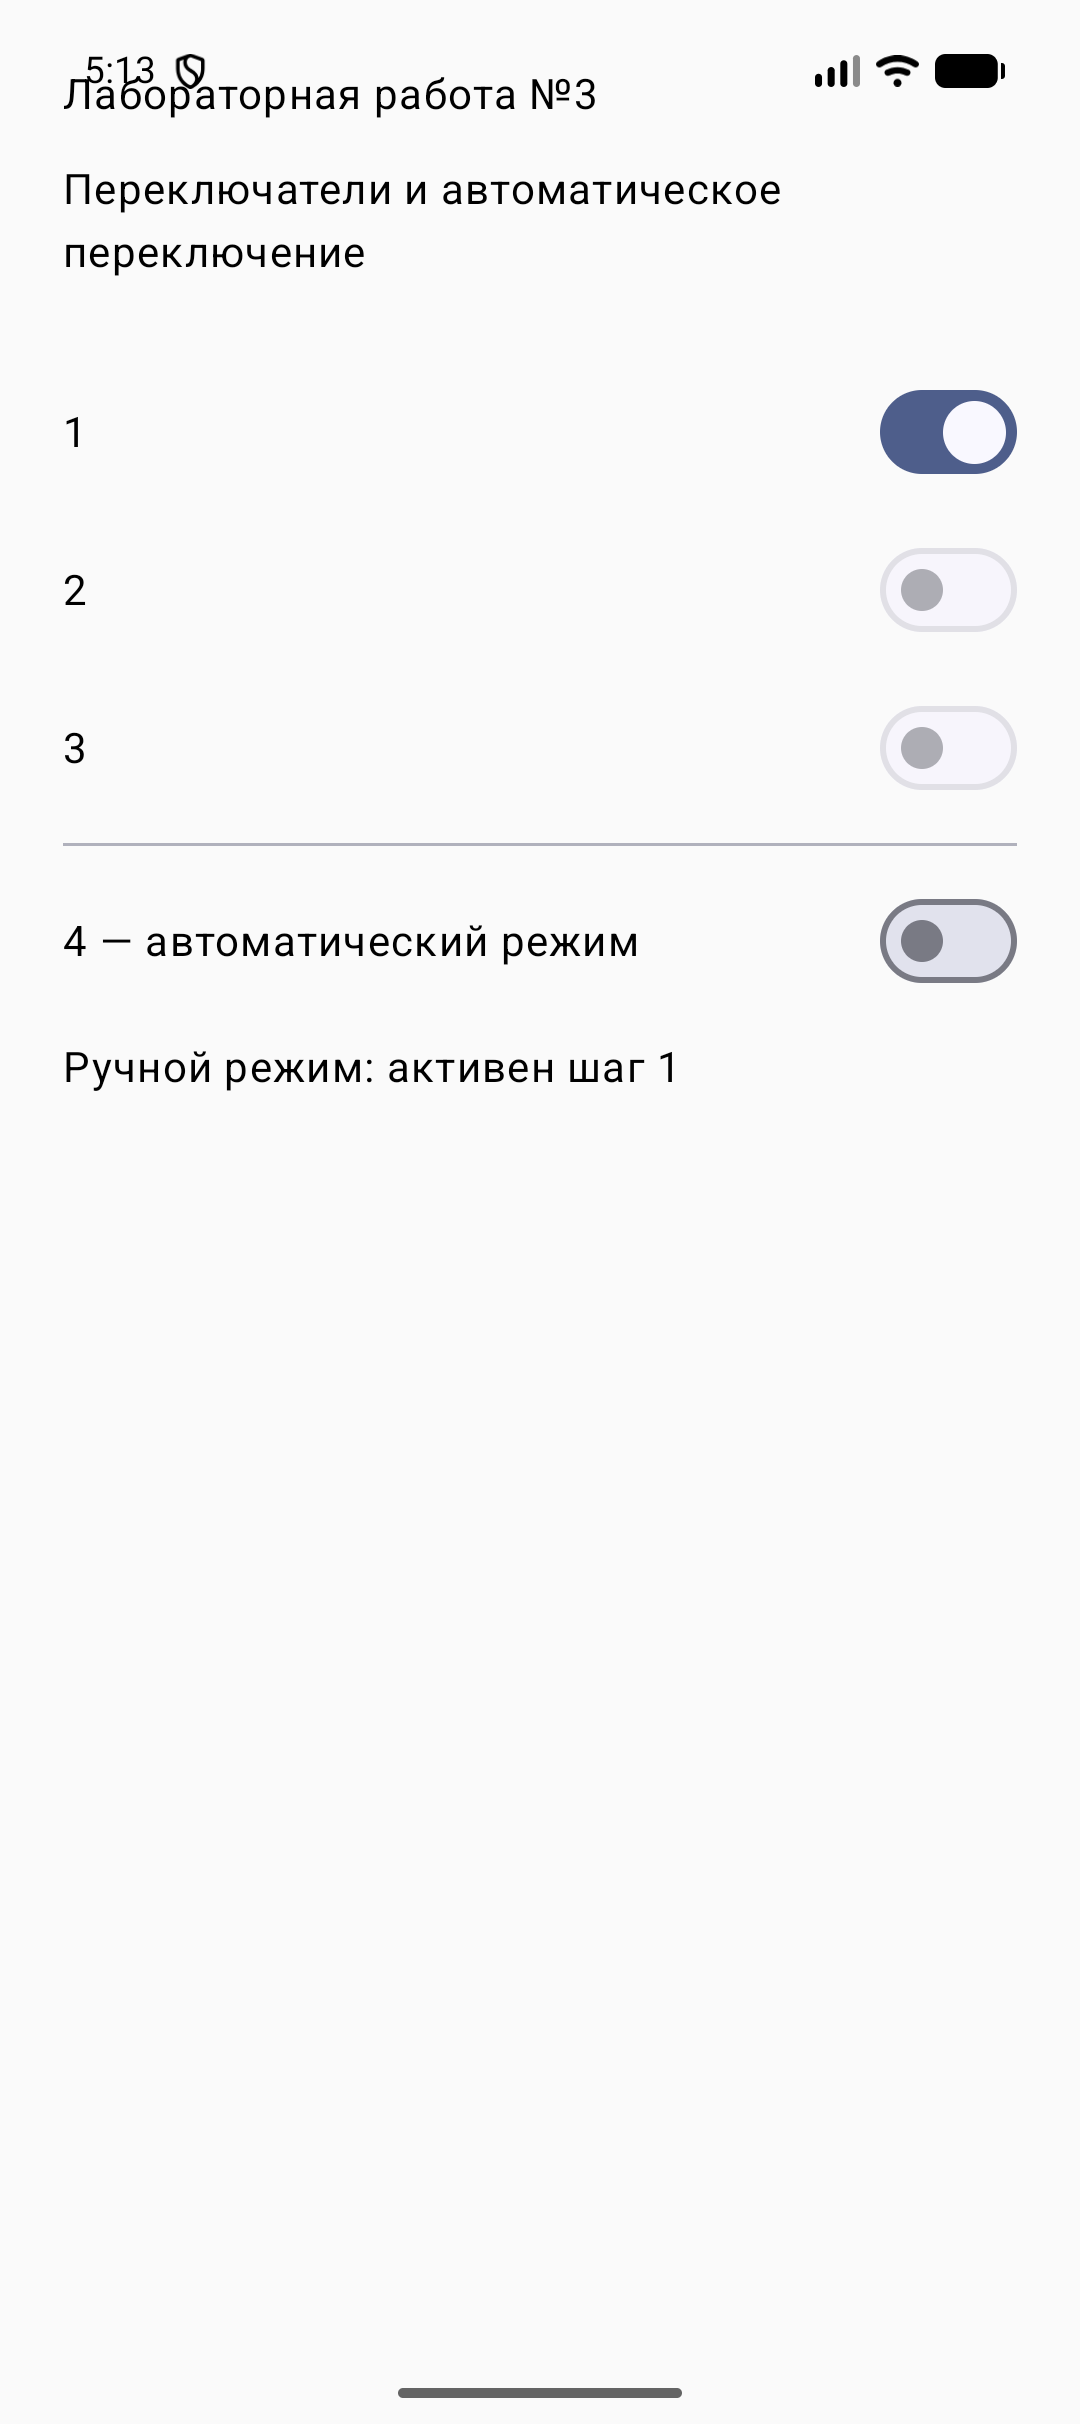 5:13
Лабораторная работа №3
Переключатели и автоматическое
переключение
1
2
3
4 — автоматический режим
Ручной режим: активен шаг 1